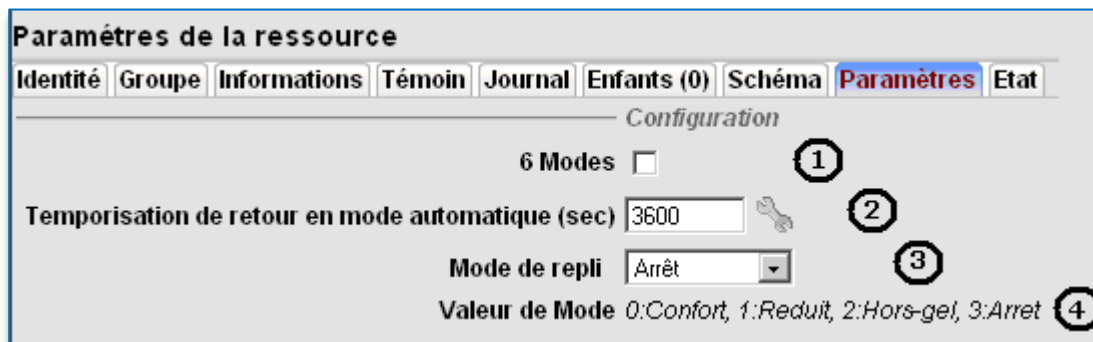 Paramétres de la ressource
Identité Groupe Informations Témoin Journal Enfants (0) Schéma Paramètres Etat
Configuration
6 Modes 1
Temporisation de retour en mode automatique (sec) 3600 2
Mode de repli Arrêt 3
Valeur de Mode 0:Confort, 1:Reduit, 2:Hors-gel, 3:Arret 4